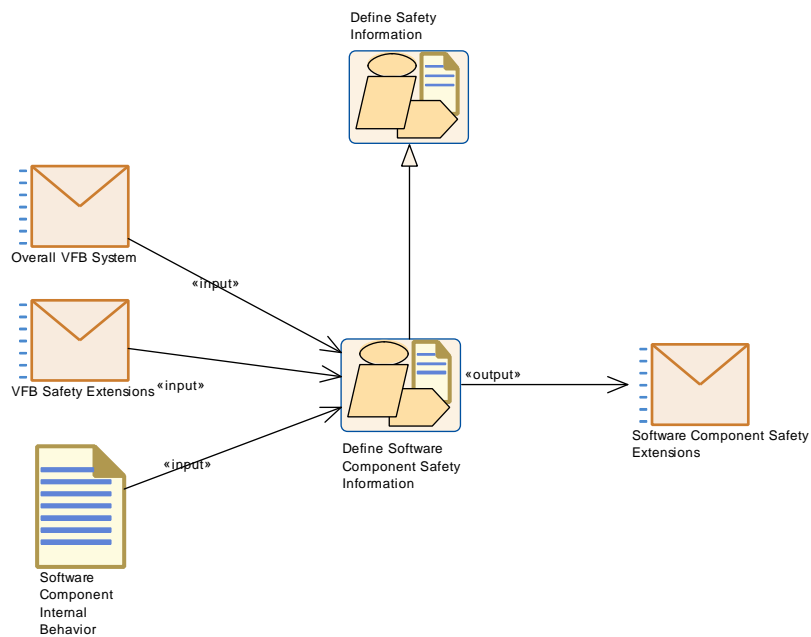 Define Safety
Information
Overall VFB System
«input»
VFB Safety Extensions
«input»
«input»
Software
Component
Internal
Behavior
Define Software
Component Safety
Information
«output»
Software Component Safety
Extensions